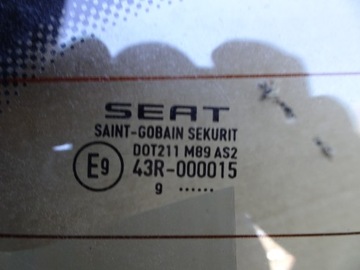 SEAT
SAINT-GOBAIN SEKURIT
DOT211 M89 AS2
E9 43R-000015
9 ......